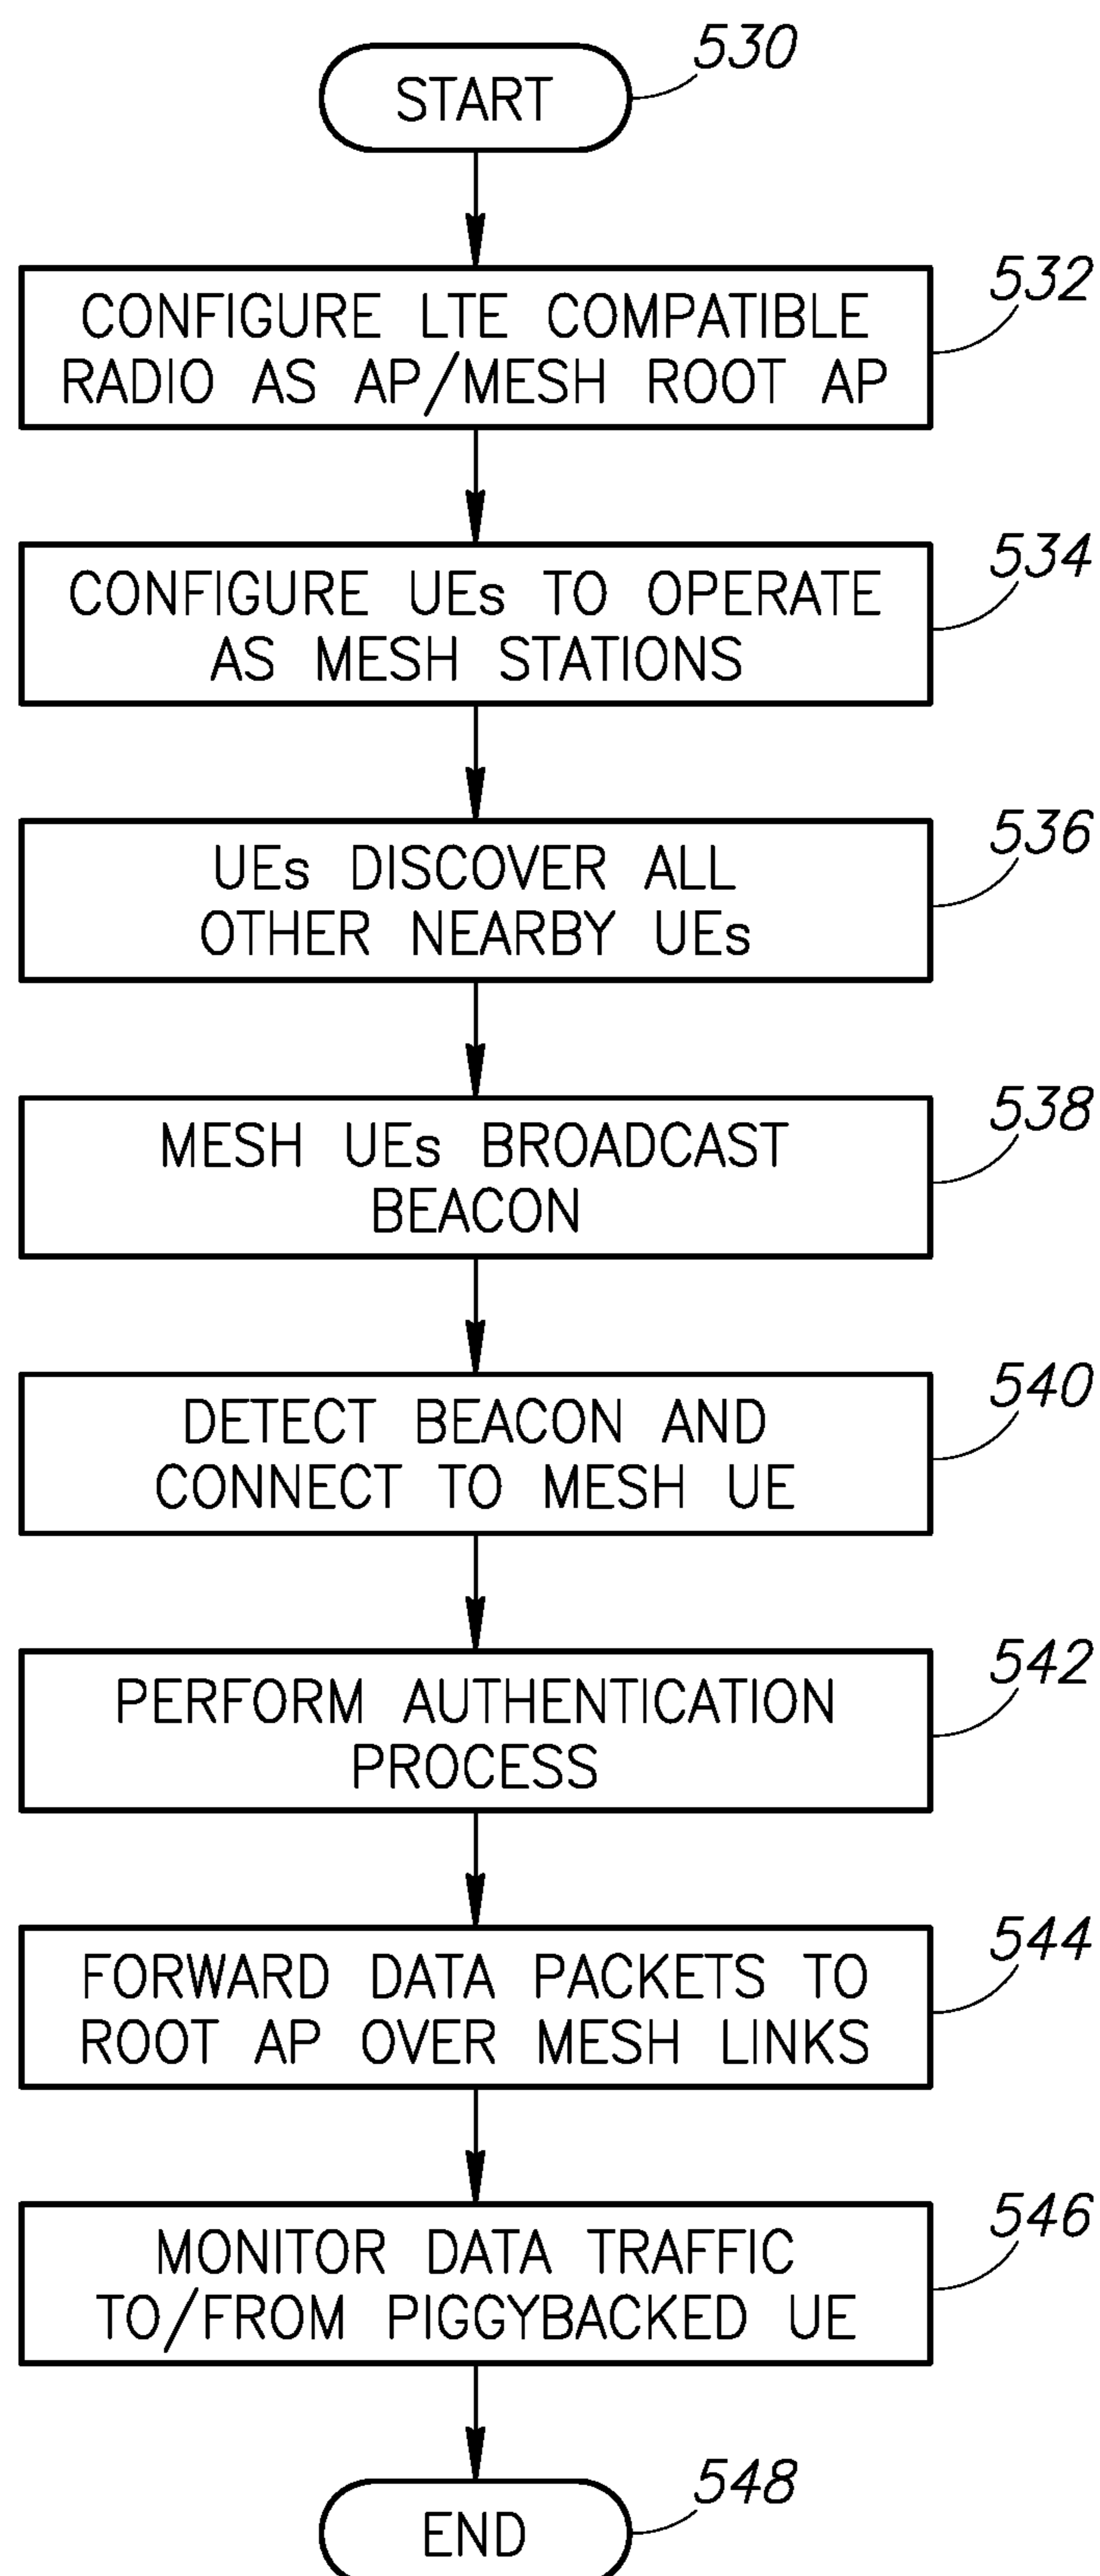 START
530
CONFIGURE LTE COMPATIBLE
RADIO AS AP/MESH ROOT AP
532
CONFIGURE UEs TO OPERATE
AS MESH STATIONS
534
UEs DISCOVER ALL
OTHER NEARBY UEs
536
MESH UEs BROADCAST
BEACON
538
DETECT BEACON AND
CONNECT TO MESH UE
540
PERFORM AUTHENTICATION
PROCESS
542
FORWARD DATA PACKETS TO
ROOT AP OVER MESH LINKS
544
MONITOR DATA TRAFFIC
TO/FROM PIGGYBACKED UE
546
END
548